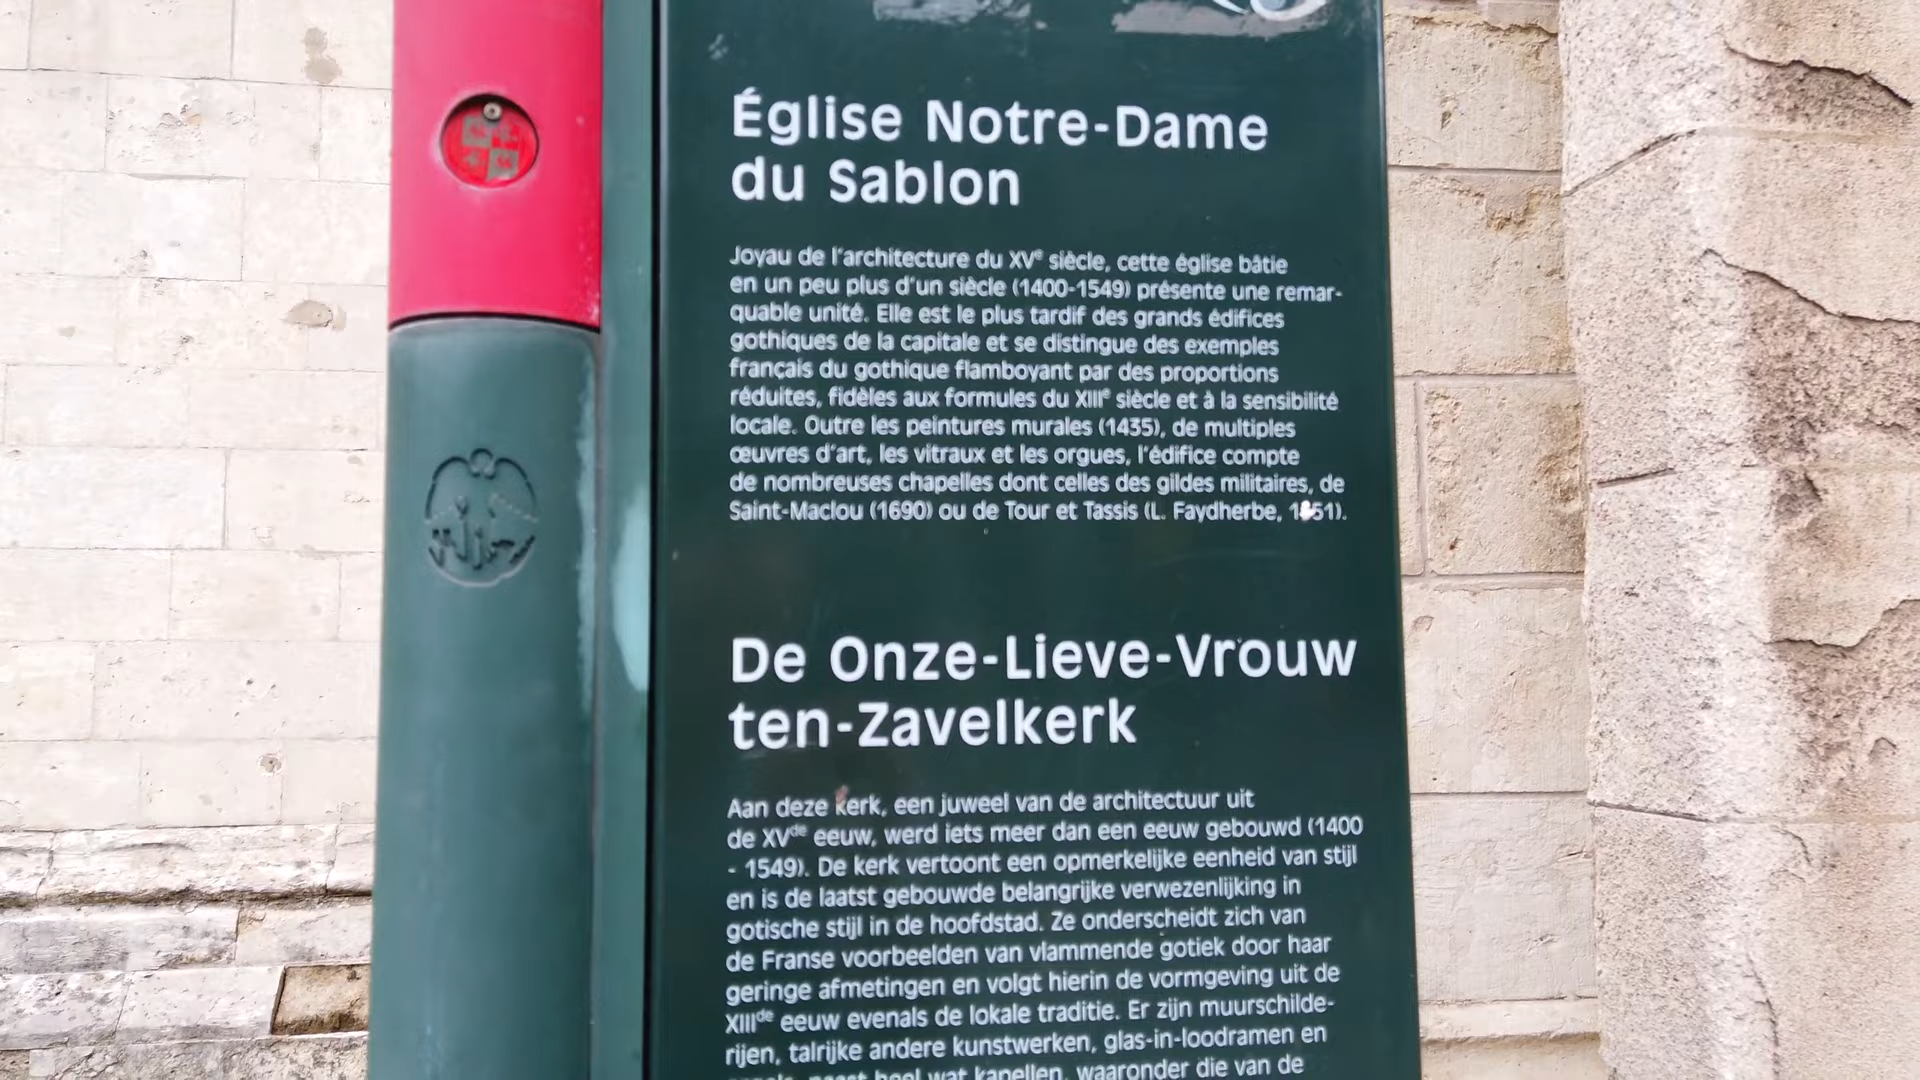 Église Notre-Dame
du Sablon
Joyau de l'architecture du XVe siècle, cette église bâtie
en un peu plus d'un siècle (1400-1549) présente une remar-
quable unité. Elle est le plus tardif des grands édifices
gothiques de la capitale et se distingue des exemples
français du gothique flamboyant par des proportions
réduites, fidèles aux formules du XIIIe siècle et à la sensibilité
locale. Outre les peintures murales (1435), de multiples
œuvres d'art, les vitraux et les orgues, l'édifice compte
de nombreuses chapelles dont celles des gildes militaires, de
Saint-Maclou (1690) ou de Tour et Tassis (L. Faydherbe,
De Onze-Lieve-Vrouw
ten-Zavelkerk
Aan deze kerk, een juweel van de architectuur uit
de XVde eeuw, werd iets meer dan een eeuw gebouwd (1400
- 1549). De kerk vertoont een opmerkelijke eenheid van stijl
en is de laatst gebouwde belangrijke verwezenlijking in
gotische stijl in de hoofdstad. Ze onderscheidt zich van
de Franse voorbeelden van vlammende gotiek door haar
geringe afmetingen en volgt hierin de vormgeving uit de
XIIIde eeuw evenals de lokale traditie. Er zijn muurschilde-
rijen, talrijke andere kunstwerken, glas-in-loodramen en
heel wat kapellen, waaronder die van de